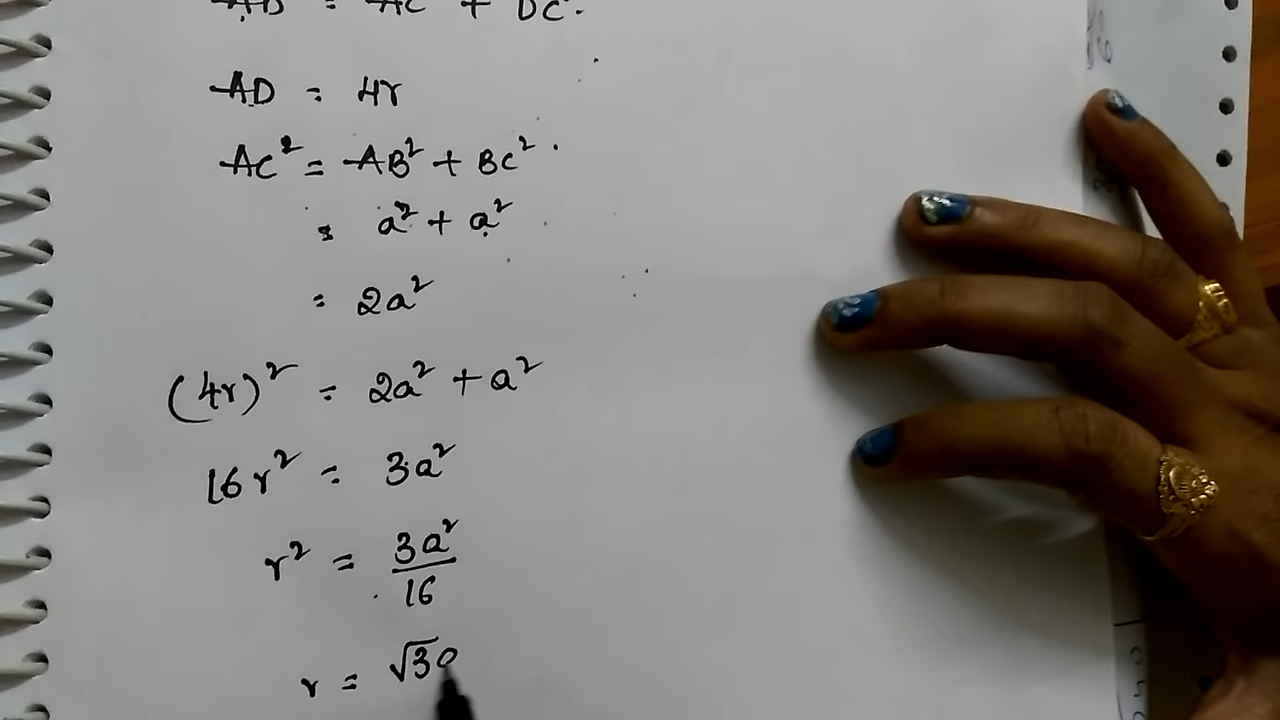 AD = 4r
AC² = AB² + BC².
= a² + a²
= 2a²
(4r)² = 2a² + a²
16r² = 3a²
r² = 3a²/16
r = √3a